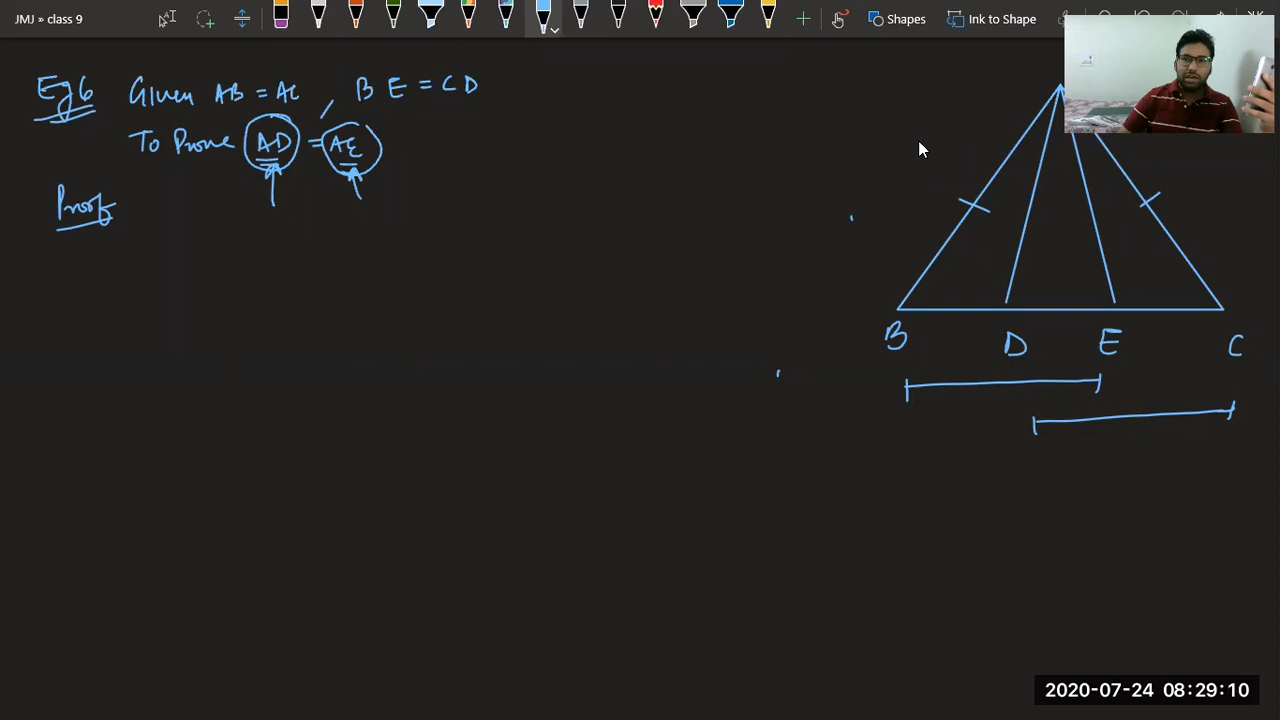 JMJ » class 9
Shapes
Ink to Shape
Eg 6 Given AB = AC , BE = CD
To Prove AD = AE
Proof
B D E C
2020-07-24 08:29:10